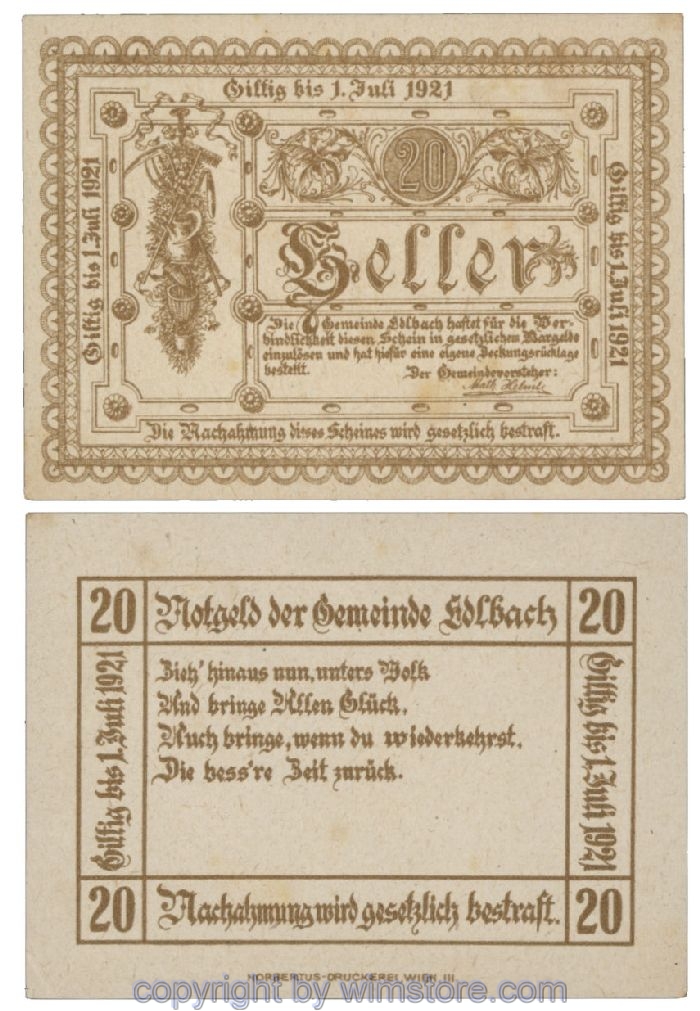 Giltig bis 1. Juli 1921
Giltig bis 1. Juli 1921
20
Heller
Giltig bis 1. Juli 1921
Die Gemeinde Edlbach haftet für die Ver-
bindlichkeit diesen Schein in gesetzlichem Bargelde
einzulösen und hat hiefür eine eigene Deckungsrücklage
bestellt.
Der Gemeindevorsteher:
Die Nachahmung dises Scheines wird gesetzlich bestraft.
20 Notgeld der Gemeinde Edlbach 20
Giltig bis 1. Juli 1921
Zieh' hinaus nun, unters Volk
Und bringe Allen Glück,
Auch bringe, wenn du wiederkehrst,
Die bess're Zeit zurück.
Giltig bis 1. Juli 1921
20 Nachahmung wird gesetzlich bestraft. 20
NORBERTUS-DRUCKEREI, WIEN III
copyright by wimstore.com